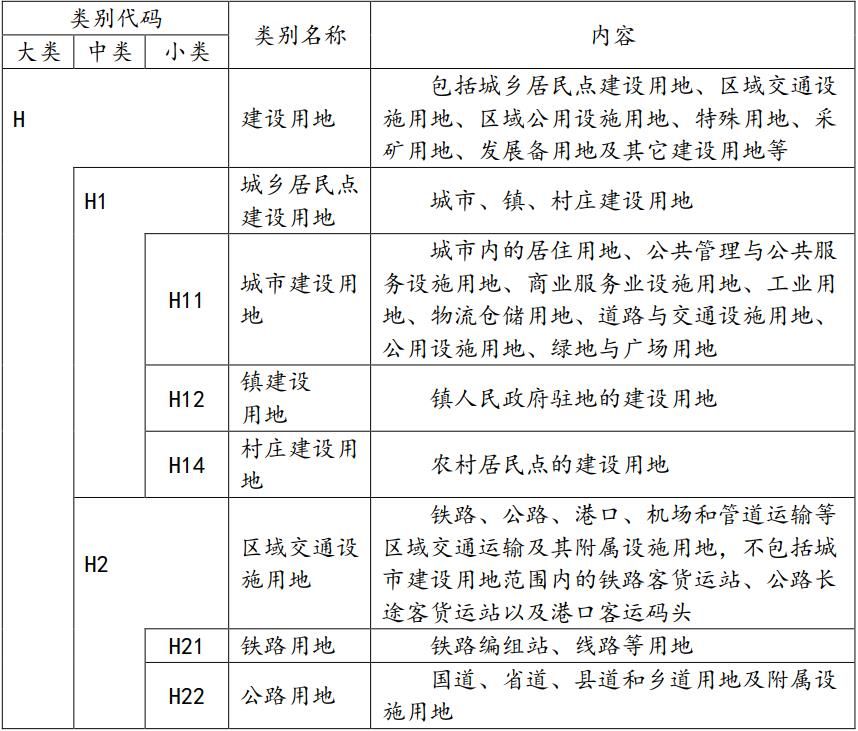 类别代码
类别名称
内容
大类
中类
小类
H
建设用地
包括城乡居民点建设用地、区域交通设
施用地、区域公用设施用地、特殊用地、采
矿用地、发展备用地及其它建设用地等
H1
城乡居民点
建设用地
城市、镇、村庄建设用地
H11
城市建设用
地
城市内的居住用地、公共管理与公共服
务设施用地、商业服务业设施用地、工业用
地、物流仓储用地、道路与交通设施用地、
公用设施用地、绿地与广场用地
H12
镇建设
用地
镇人民政府驻地的建设用地
H14
村庄建设用
地
农村居民点的建设用地
H2
区域交通设
施用地
铁路、公路、港口、机场和管道运输等
区域交通运输及其附属设施用地，不包括城
市建设用地范围内的铁路客货运站、公路长
途客货运站以及港口客运码头
H21
铁路用地
铁路编组站、线路等用地
H22
公路用地
国道、省道、县道和乡道用地及附属设
施用地